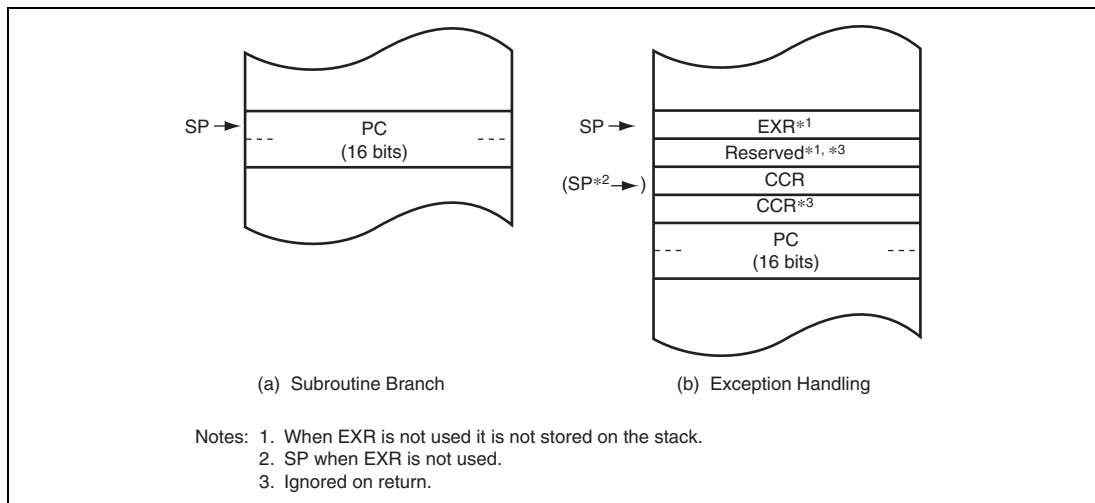 SP
PC
(16 bits)
(a) Subroutine Branch
SP
EXR*1
Reserved*1, *3
(SP*2 )
CCR
CCR*3
PC
(16 bits)
(b) Exception Handling
Notes: 1. When EXR is not used it is not stored on the stack.
2. SP when EXR is not used.
3. Ignored on return.